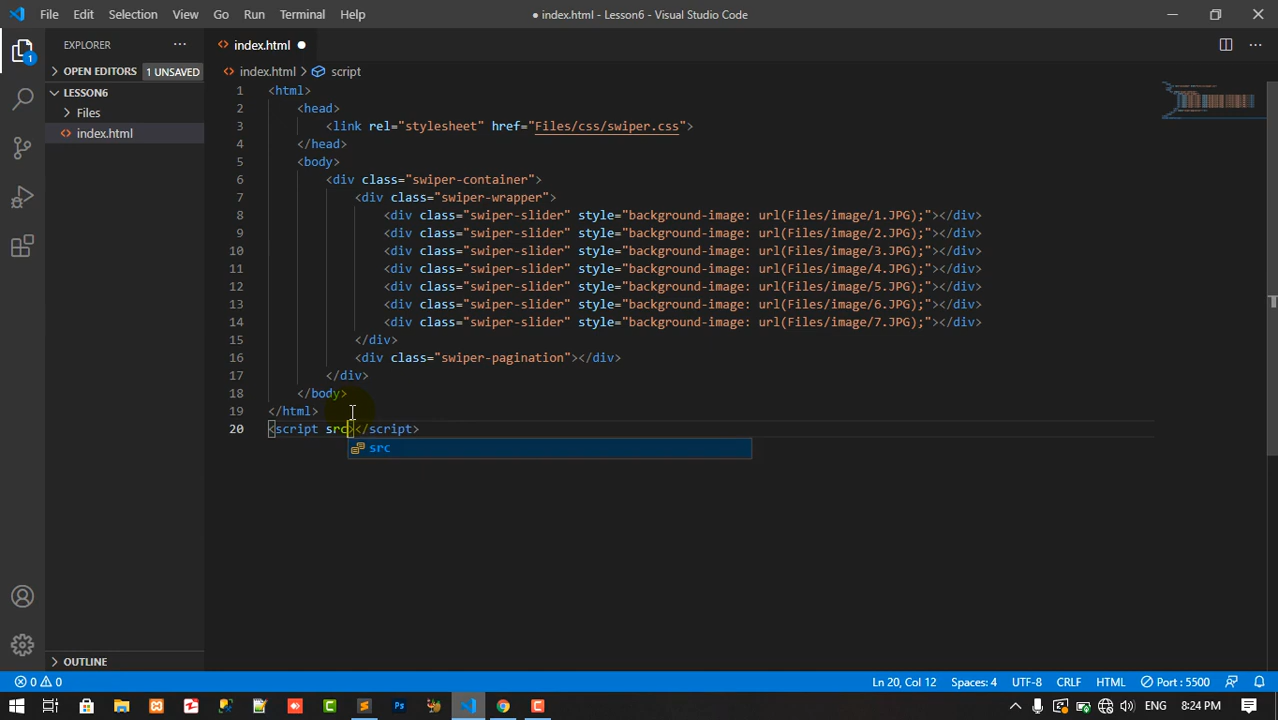 File Edit Selection View Go Run Terminal Help ● index.html - Lesson6 - Visual Studio Code
EXPLORER ··· <> index.html ●
OPEN EDITORS 1 UNSAVED <> index.html > script
LESSON6
Files
<> index.html
1 <html>
2 <head>
3 <link rel="stylesheet" href="Files/css/swiper.css">
4 </head>
5 <body>
6 <div class="swiper-container">
7 <div class="swiper-wrapper">
8 <div class="swiper-slider" style="background-image: url(Files/image/1.JPG);"></div>
9 <div class="swiper-slider" style="background-image: url(Files/image/2.JPG);"></div>
10 <div class="swiper-slider" style="background-image: url(Files/image/3.JPG);"></div>
11 <div class="swiper-slider" style="background-image: url(Files/image/4.JPG);"></div>
12 <div class="swiper-slider" style="background-image: url(Files/image/5.JPG);"></div>
13 <div class="swiper-slider" style="background-image: url(Files/image/6.JPG);"></div>
14 <div class="swiper-slider" style="background-image: url(Files/image/7.JPG);"></div>
15 </div>
16 <div class="swiper-pagination"></div>
17 </div>
18 </body>
19 </html>
20 <script src></script>
src
OUTLINE
0 0 Ln 20, Col 12 Spaces: 4 UTF-8 CRLF HTML Port : 5500
1
ENG 8:24 PM